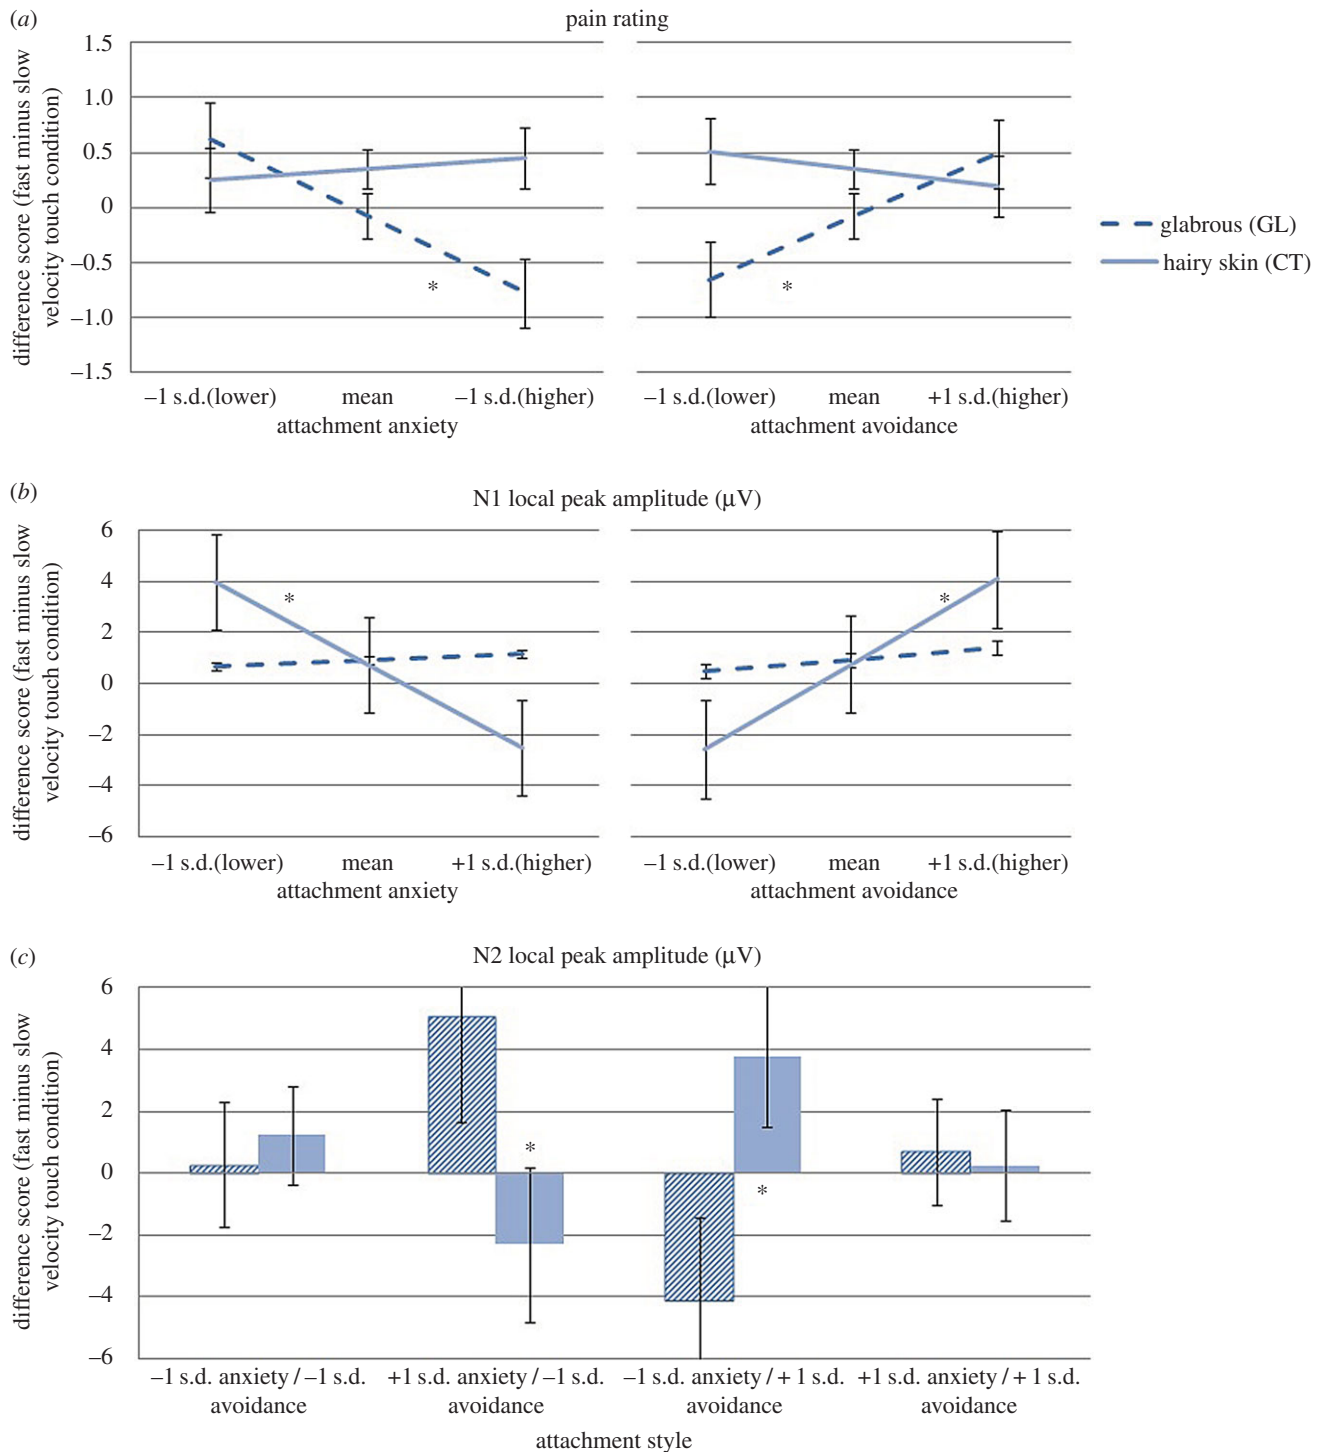 (a)
pain rating
difference score (fast minus slow
velocity touch condition)
1.5
1.0
0.5
0
–0.5
–1.0
–1.5
*
*
–1 s.d.(lower) mean –1 s.d.(higher)
attachment anxiety
–1 s.d.(lower) mean +1 s.d.(higher)
attachment avoidance
glabrous (GL)
hairy skin (CT)
(b)
N1 local peak amplitude (µV)
difference score (fast minus slow
velocity touch condition)
6
4
2
0
–2
–4
–6
*
*
–1 s.d.(lower) mean +1 s.d.(higher)
attachment anxiety
–1 s.d.(lower) mean +1 s.d.(higher)
attachment avoidance
(c)
N2 local peak amplitude (µV)
difference score (fast minus slow
velocity touch condition)
6
4
2
0
–2
–4
–6
*
*
–1 s.d. anxiety / –1 s.d.
avoidance
+1 s.d. anxiety / –1 s.d.
avoidance
–1 s.d. anxiety / + 1 s.d.
avoidance
+1 s.d. anxiety / + 1 s.d.
avoidance
attachment style